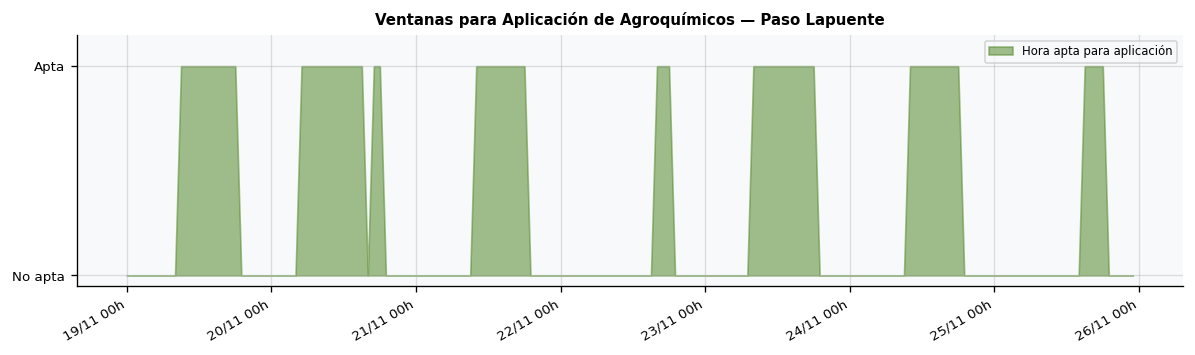 Ventanas para Aplicación de Agroquímicos — Paso Lapuente
Hora apta para aplicación
Apta
No apta
19/11 00h
20/11 00h
21/11 00h
22/11 00h
23/11 00h
24/11 00h
25/11 00h
26/11 00h